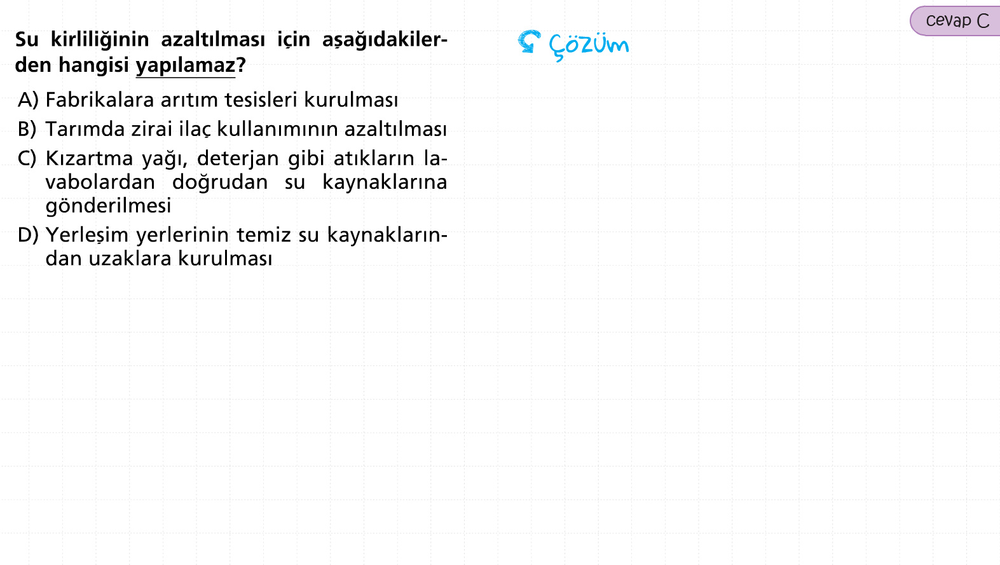 Su kirliliğinin azaltılması için aşağıdakiler-
den hangisi yapılamaz?
A) Fabrikalara arıtım tesisleri kurulması
B) Tarımda zirai ilaç kullanımının azaltılması
C) Kızartma yağı, deterjan gibi atıkların la-
vabolardan doğrudan su kaynaklarına
gönderilmesi
D) Yerleşim yerlerinin temiz su kaynakların-
dan uzaklara kurulması
Çözüm
cevap C